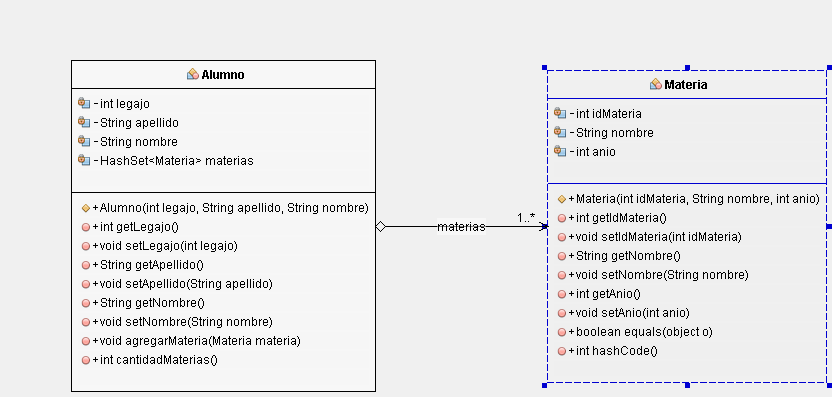 Alumno
- int legajo
- String apellido
- String nombre
- HashSet<Materia> materias
+ Alumno(int legajo, String apellido, String nombre)
+ int getLegajo()
+ void setLegajo(int legajo)
+ String getApellido()
+ void setApellido(String apellido)
+ String getNombre()
+ void setNombre(String nombre)
+ void agregarMateria(Materia materia)
+ int cantidadMaterias()
materias
1..*
Materia
- int idMateria
- String nombre
- int anio
+ Materia(int idMateria, String nombre, int anio)
+ int getIdMateria()
+ void setIdMateria(int idMateria)
+ String getNombre()
+ void setNombre(String nombre)
+ int getAnio()
+ void setAnio(int anio)
+ boolean equals(object o)
+ int hashCode()